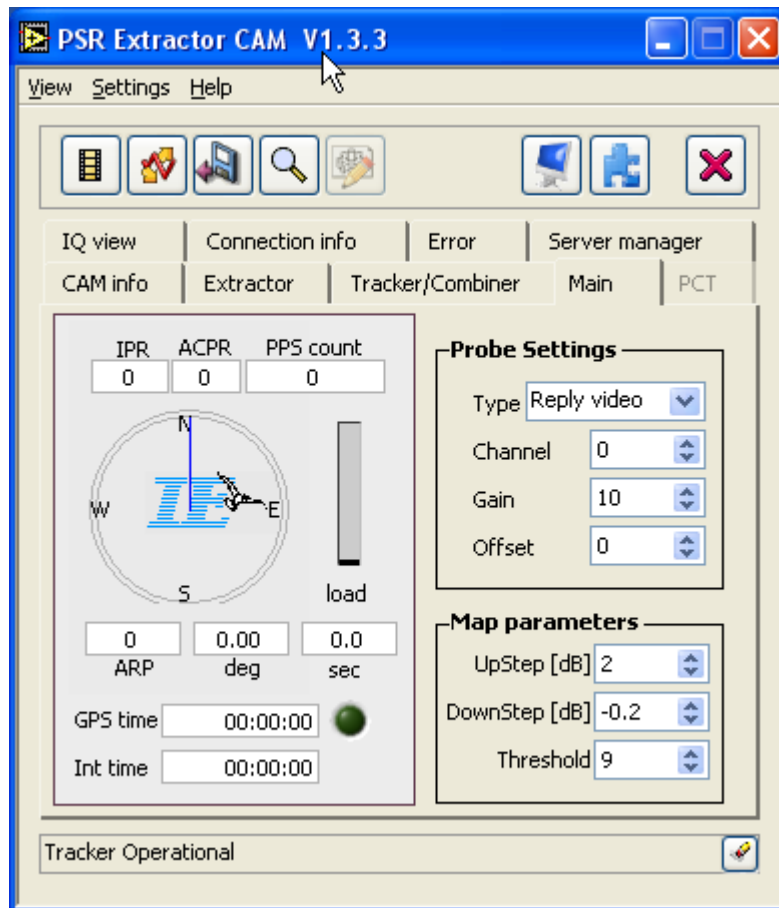 PSR Extractor CAM V1.3.3
View Settings Help
IQ view Connection info Error Server manager
CAM info Extractor Tracker/Combiner Main PCT
IPR ACPR PPS count
0 0 0
N
W IE E
S
load
0 0.00 0.0
ARP deg sec
GPS time 00:00:00
Int time 00:00:00
Probe Settings
Type Reply video
Channel 0
Gain 10
Offset 0
Map parameters
UpStep [dB] 2
DownStep [dB] -0.2
Threshold 9
Tracker Operational